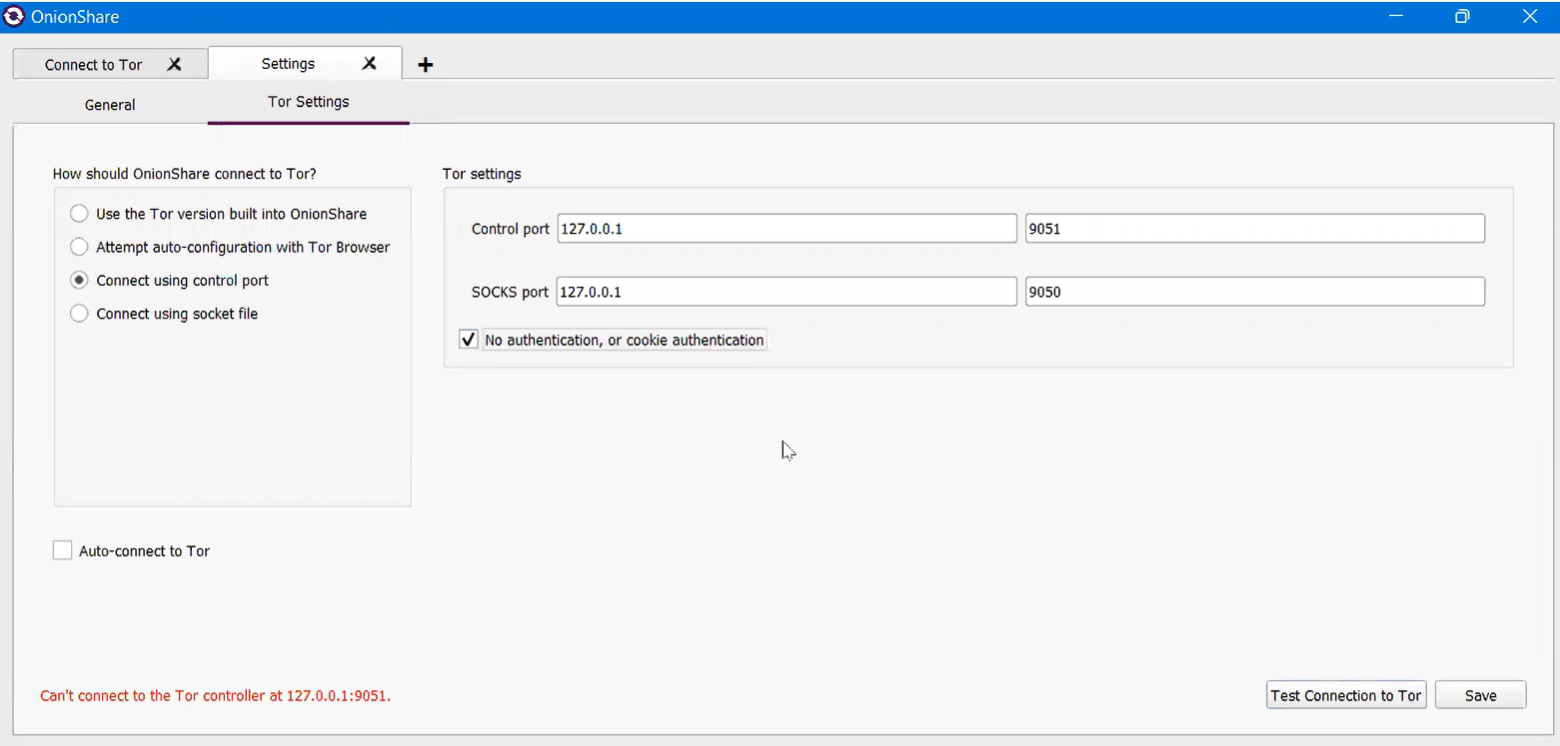 OnionShare
Connect to Tor
Settings
General
Tor Settings
How should OnionShare connect to Tor?
Use the Tor version built into OnionShare
Attempt auto-configuration with Tor Browser
Connect using control port
Connect using socket file
Tor settings
Control port 127.0.0.1 9051
SOCKS port 127.0.0.1 9050
No authentication, or cookie authentication
Auto-connect to Tor
Can't connect to the Tor controller at 127.0.0.1:9051.
Test Connection to Tor
Save